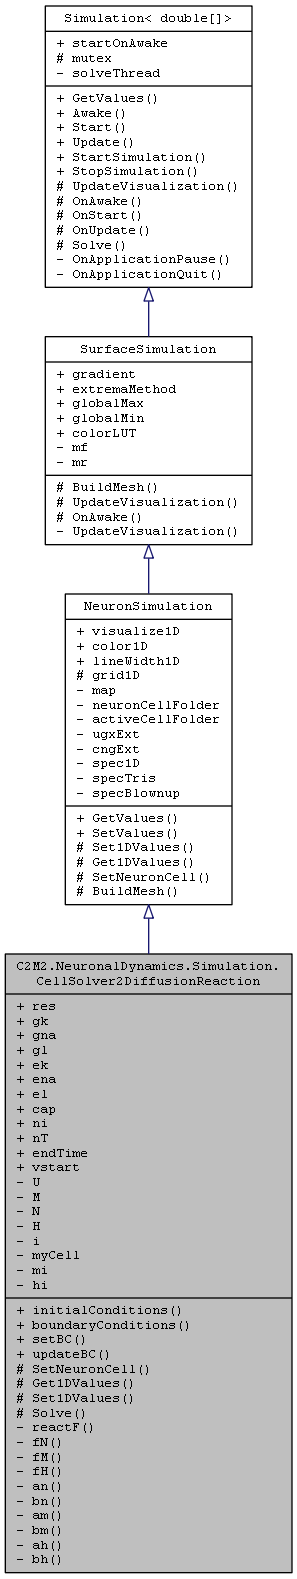 Simulation< double[]>
+ startOnAwake
# mutex
- solveThread
+ GetValues()
+ Awake()
+ Start()
+ Update()
+ StartSimulation()
+ StopSimulation()
# UpdateVisualization()
# OnAwake()
# OnStart()
# OnUpdate()
# Solve()
- OnApplicationPause()
- OnApplicationQuit()
SurfaceSimulation
+ gradient
+ extremaMethod
+ globalMax
+ globalMin
+ colorLUT
- mf
- mr
# BuildMesh()
# UpdateVisualization()
# OnAwake()
- UpdateVisualization()
NeuronSimulation
+ visualize1D
+ color1D
+ lineWidth1D
# grid1D
- map
- neuronCellFolder
- activeCellFolder
- ugxExt
- cngExt
- spec1D
- specTris
- specBlownup
+ GetValues()
+ SetValues()
# Set1DValues()
# Get1DValues()
# SetNeuronCell()
# BuildMesh()
C2M2.NeuronalDynamics.Simulation.
CellSolver2DiffusionReaction
+ res
+ gk
+ gna
+ gl
+ ek
+ ena
+ el
+ cap
+ ni
+ nT
+ endTime
+ vstart
- U
- M
- N
- H
- i
- myCell
- mi
- hi
+ initialConditions()
+ boundaryConditions()
+ setBC()
+ updateBC()
# SetNeuronCell()
# Get1DValues()
# Set1DValues()
# Solve()
- reactF()
- fN()
- fM()
- fH()
- an()
- bn()
- am()
- bm()
- ah()
- bh()